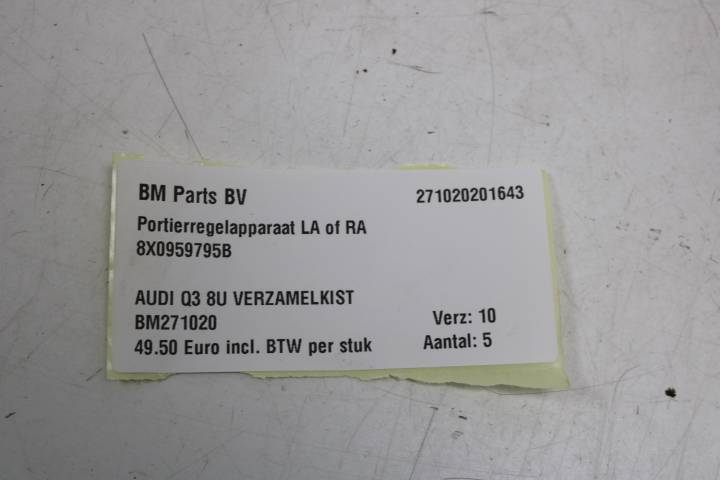 BM Parts BV 271020201643
Portierregelapparaat LA of RA
8X0959795B
AUDI Q3 8U VERZAMELKIST
BM271020 Verz: 10
49.50 Euro incl. BTW per stuk Aantal: 5